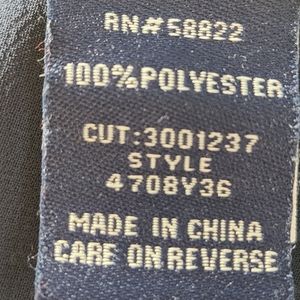 RN#58822
100%POLYESTER
CUT:3001237
STYLE
4708Y36
MADE IN CHINA
CARE ON REVERSE